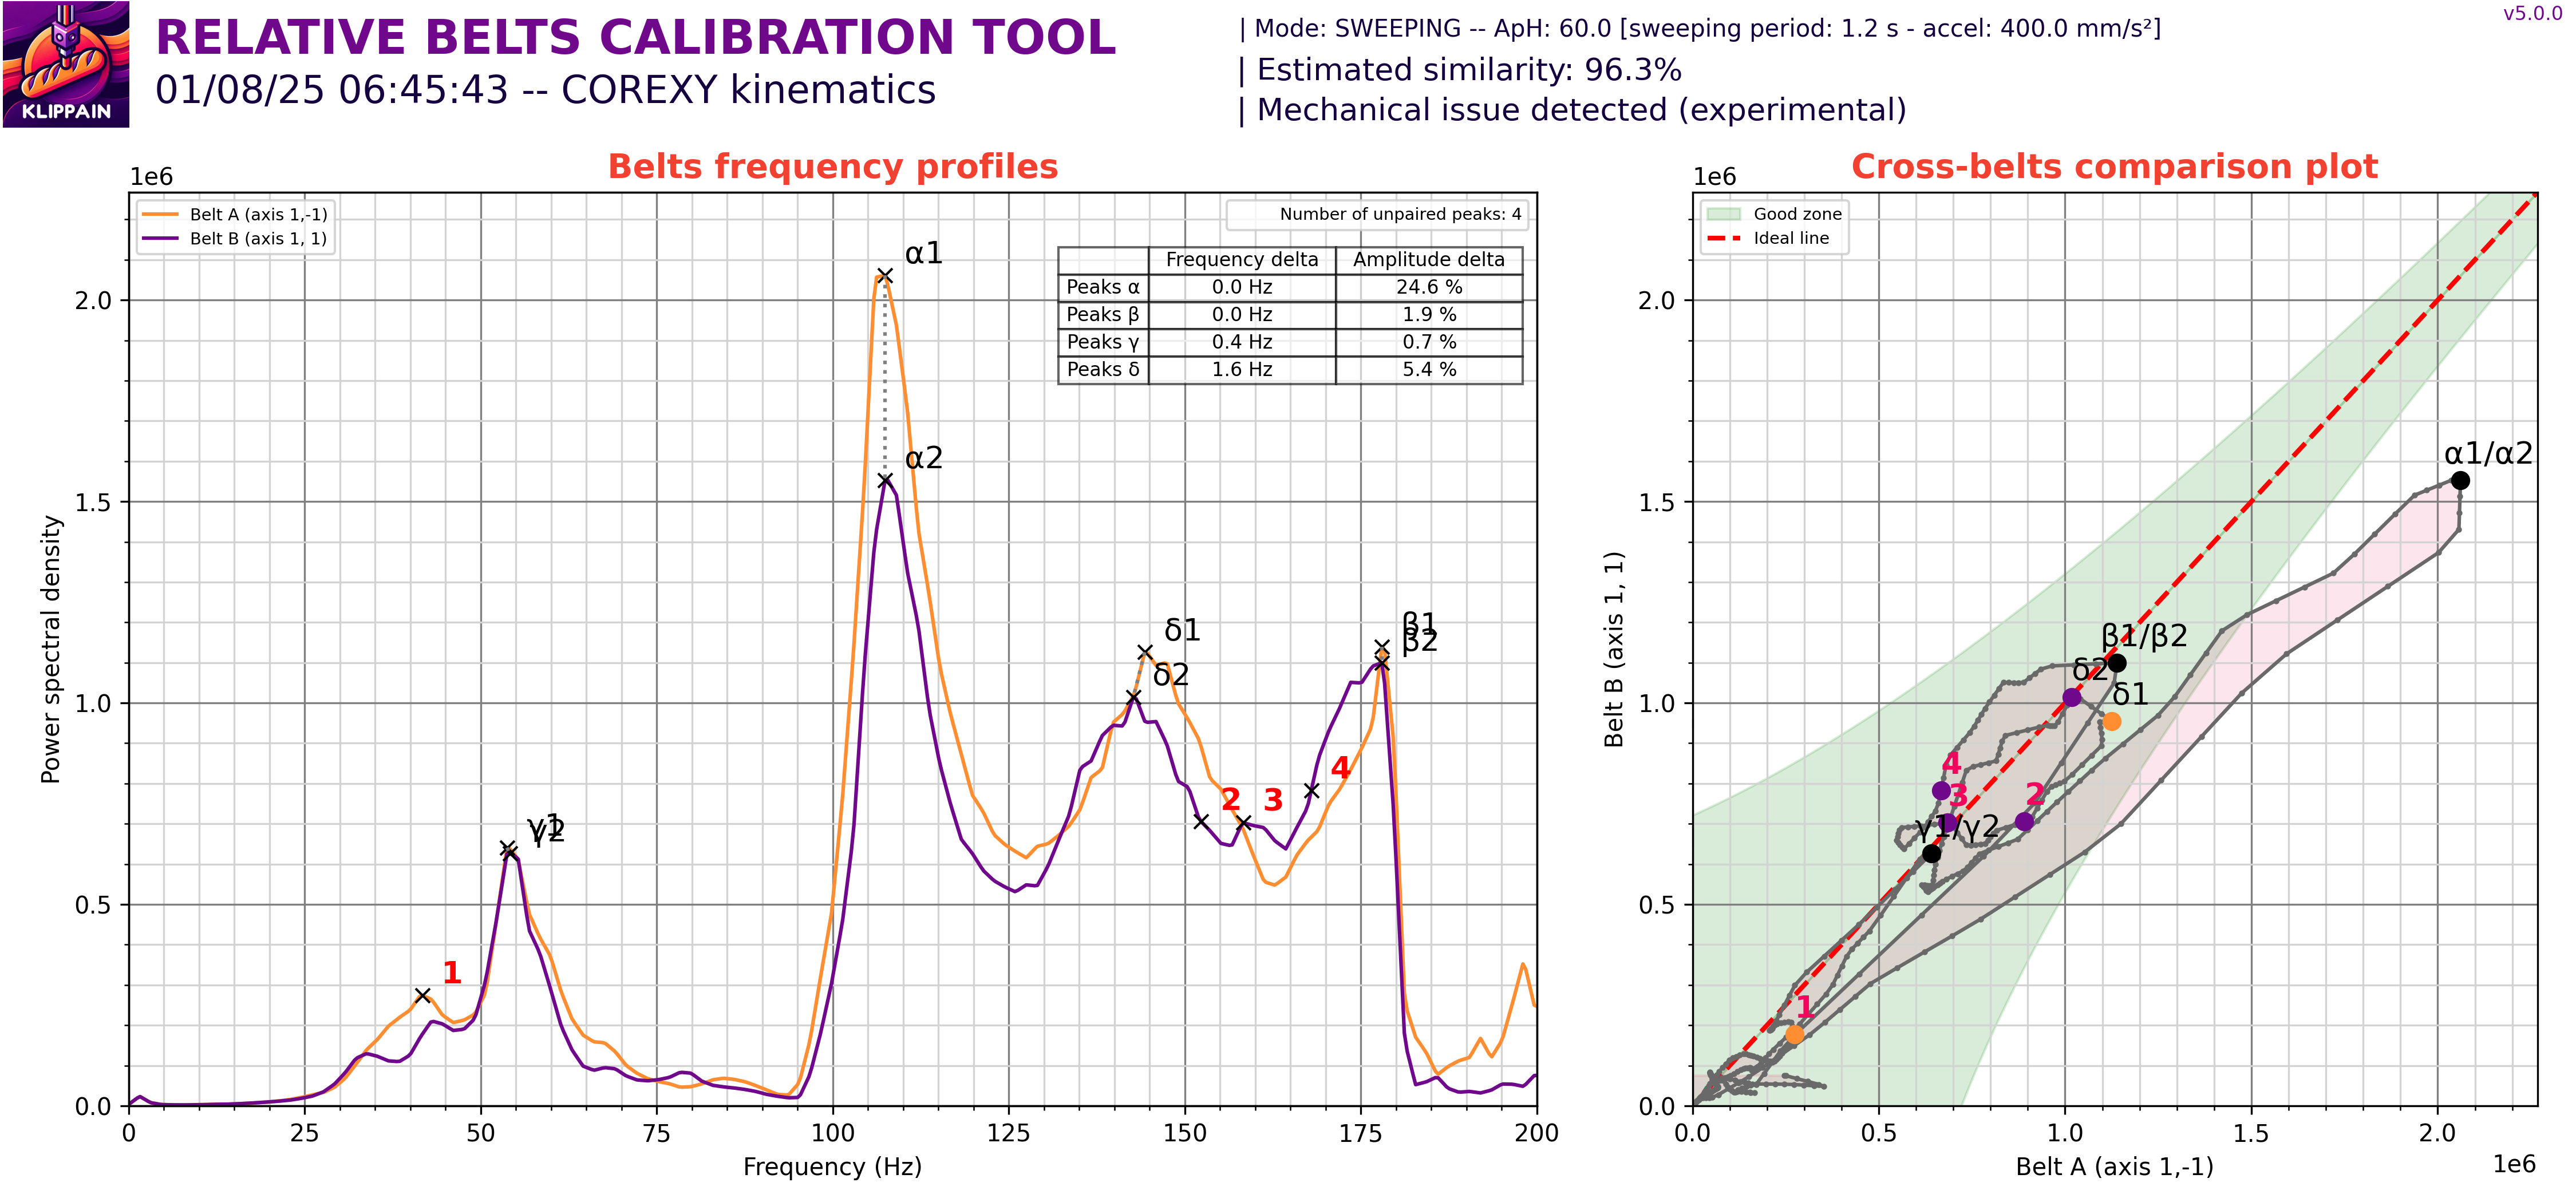 KLIPPAIN
RELATIVE BELTS CALIBRATION TOOL
01/08/25 06:45:43 -- COREXY kinematics
| Mode: SWEEPING -- ApH: 60.0 [sweeping period: 1.2 s - accel: 400.0 mm/s²]
| Estimated similarity: 96.3%
| Mechanical issue detected (experimental)
v5.0.0
Belts frequency profiles
1e6
Belt A (axis 1,-1)
Belt B (axis 1, 1)
Number of unpaired peaks: 4
Frequency delta Amplitude delta
Peaks α 0.0 Hz 24.6 %
Peaks β 0.0 Hz 1.9 %
Peaks γ 0.4 Hz 0.7 %
Peaks δ 1.6 Hz 5.4 %
α1
α2
δ1
δ2
β1
β2
γ1
γ2
1
2
3
4
Power spectral density
2.0
1.5
1.0
0.5
0.0
0 25 50 75 100 125 150 175 200
Frequency (Hz)
Cross-belts comparison plot
1e6
Good zone
Ideal line
α1/α2
β1/β2
δ2
δ1
4
3
2
γ1/γ2
1
Belt B (axis 1, 1)
2.0
1.5
1.0
0.5
0.0
0.0 0.5 1.0 1.5 2.0
Belt A (axis 1,-1)
1e6